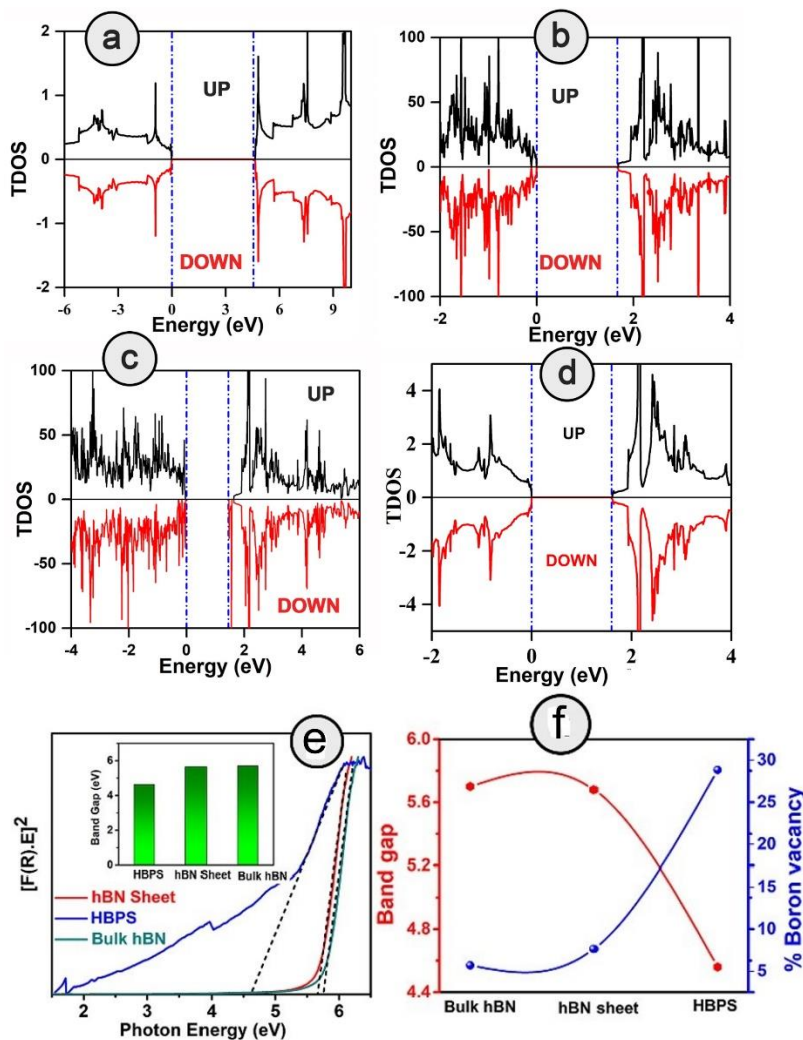 a
TDOS
2
1
0
-1
-2
UP
DOWN
-6 -3 0 3 6 9
Energy (eV)
b
TDOS
100
50
0
-50
-100
UP
DOWN
-2 0 2 4
Energy (eV)
c
TDOS
100
50
0
-50
-100
UP
DOWN
-4 -2 0 2 4 6
Energy (eV)
d
TDOS
4
2
0
-2
-4
UP
DOWN
-2 0 2 4
Energy (eV)
e
[F(R).E]2
Band Gap (eV)
6
4
2
0
HBPS hBN Sheet Bulk hBN
hBN Sheet
HBPS
Bulk hBN
2 3 4 5 6
Photon Energy (eV)
f
Band gap
6.0
5.6
5.2
4.8
4.4
30
25
20
15
10
5
% Boron vacancy
Bulk hBN hBN sheet HBPS